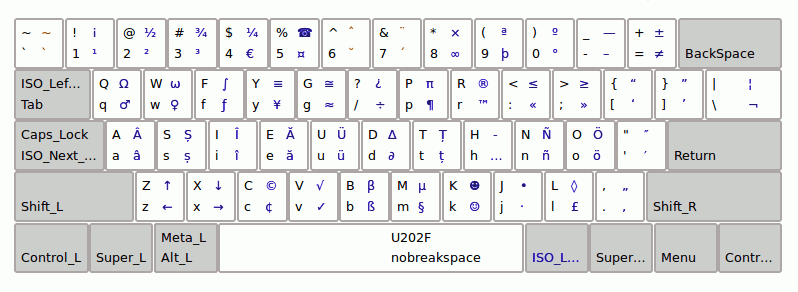 ~ ~ ! ¡ @ ½ # ¾ $ ¼ % ☎ ^ ˆ & ¨ * × ( ª ) º _ — + ±
` ` 1 ¹ 2 ² 3 ³ 4 € 5 ¤ 6 ˘ 7 ´ 8 ∞ 9 þ 0 ° - – = ≠ BackSpace
ISO_Lef... Q Ω W ω F ∫ Y ≡ G ≅ ? ¿ P π R ® < ≤ > ≥ { “ } ” | ¦
Tab q ♂ w ♀ f ƒ y ¥ g ≈ / ÷ p ¶ r ™ : « ; » [ ‘ ] ’ \ ¬
Caps_Lock A Â S Ș I Î E Ă U Ü D ∆ T Ț H - N Ñ O Ö " ″
ISO_Next_... a â s ș i î e ă u ü d ∂ t ț h … n ñ o ö ' ′ Return
Z ↑ X ↓ C © V √ B β M µ K ☻ J • L ◊ , „
Shift_L z ← x → c ¢ v ✓ b ß m § k ☺ j · l £ . ‚ Shift_R
Meta_L U202F
Control_L Super_L Alt_L nobreakspace ISO_L... Super... Menu Contr...